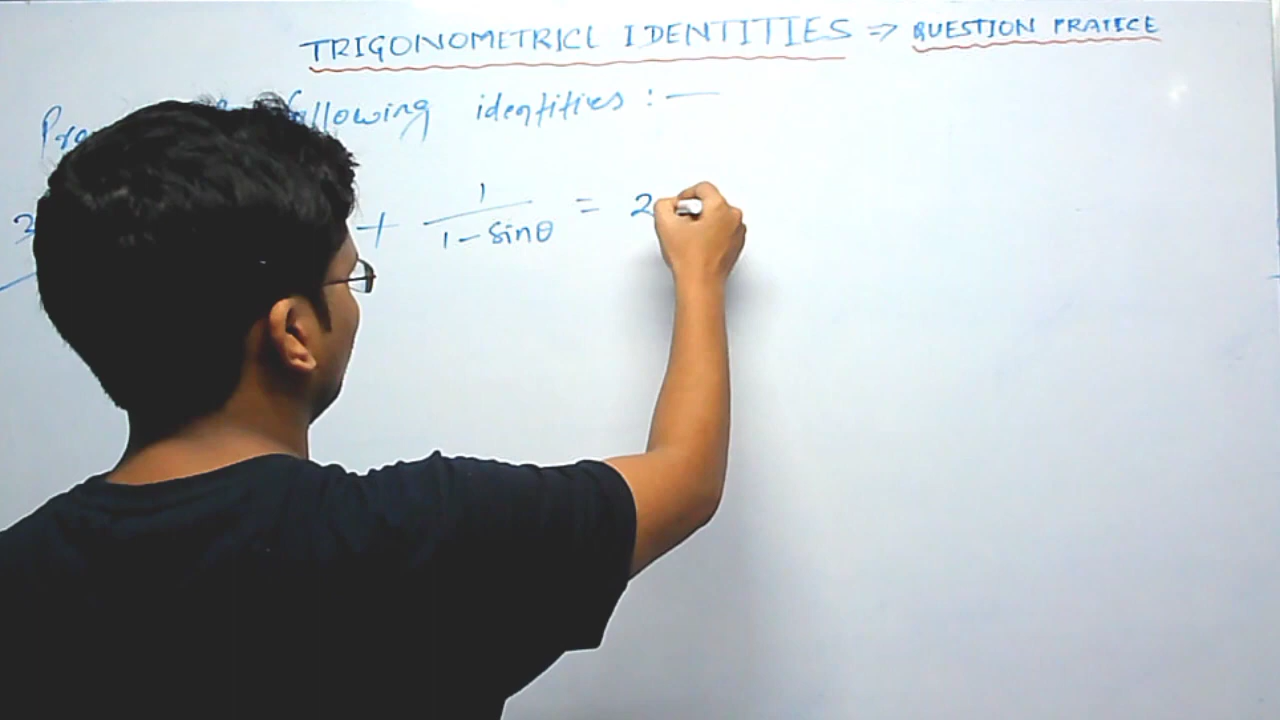 TRIGONOMETRICL IDENTITIES ⇒ QUESTION PRATICE
following identities : —
+ 1/(1 - sinθ) = 2